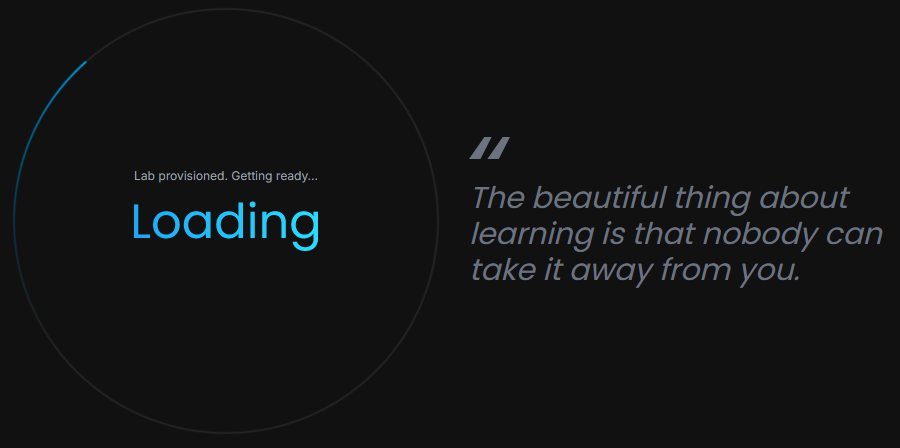 Lab provisioned. Getting ready...
Loading
“
The beautiful thing about
learning is that nobody can
take it away from you.